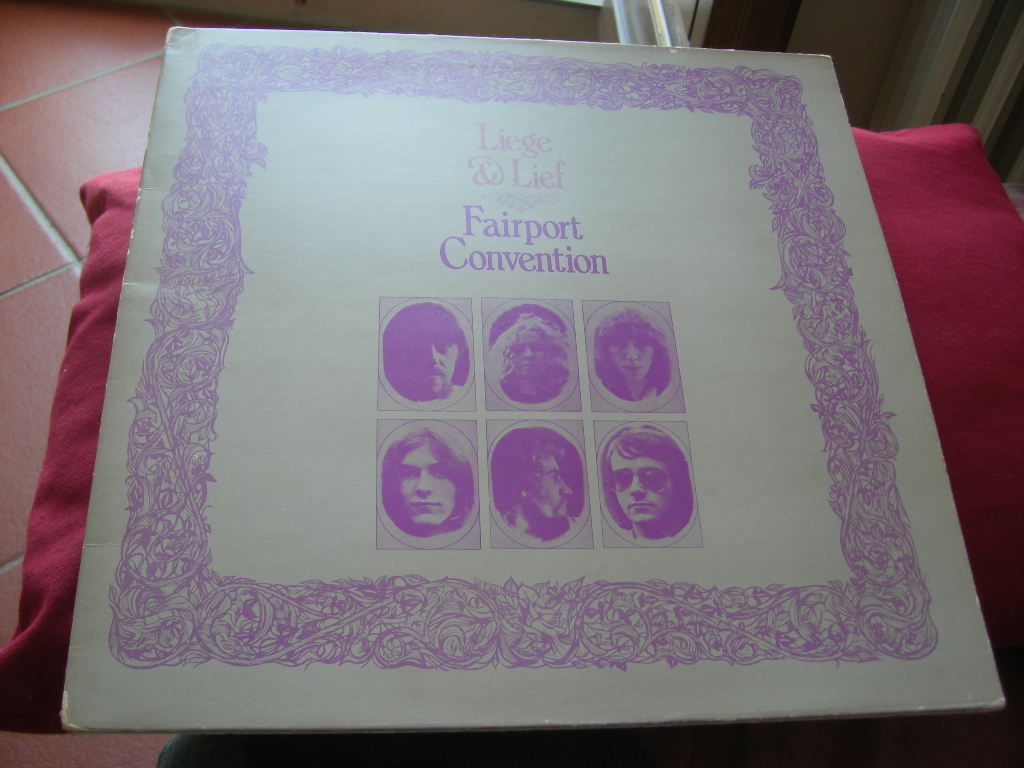 Liege
& Lief
Fairport
Convention